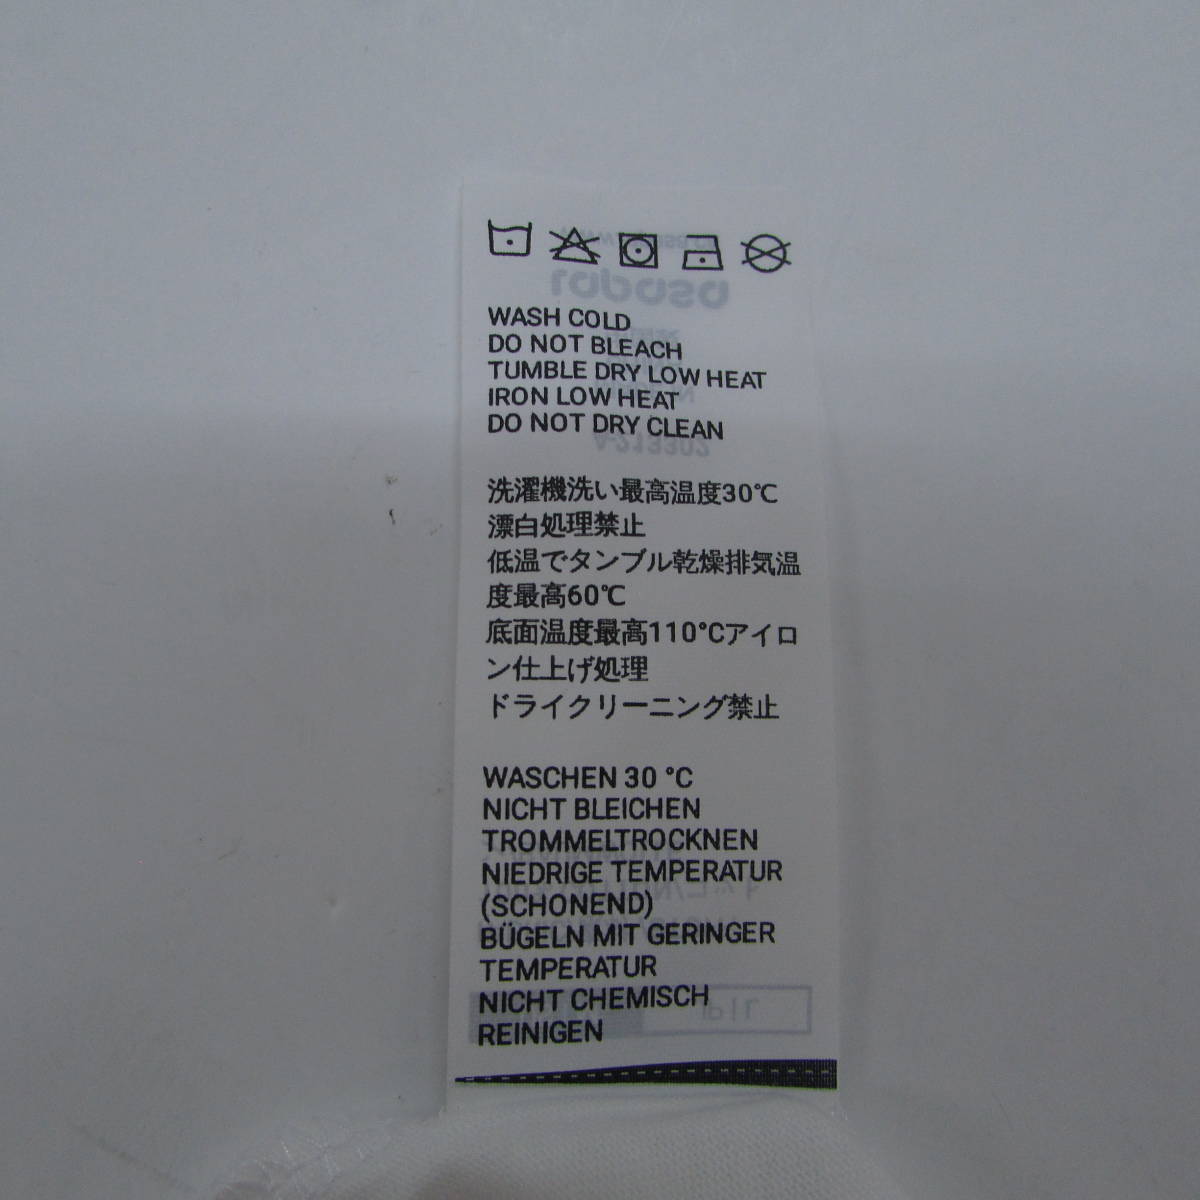 WASH COLD
DO NOT BLEACH
TUMBLE DRY LOW HEAT
IRON LOW HEAT
DO NOT DRY CLEAN
洗濯機洗い最高温度30℃
漂白処理禁止
低温でタンブル乾燥排気温
度最高60℃
底面温度最高110°Cアイロ
ン仕上げ処理
ドライクリーニング禁止
WASCHEN 30 °C
NICHT BLEICHEN
TROMMELTROCKNEN
NIEDRIGE TEMPERATUR
(SCHONEND)
BÜGELN MIT GERINGER
TEMPERATUR
NICHT CHEMISCH
REINIGEN